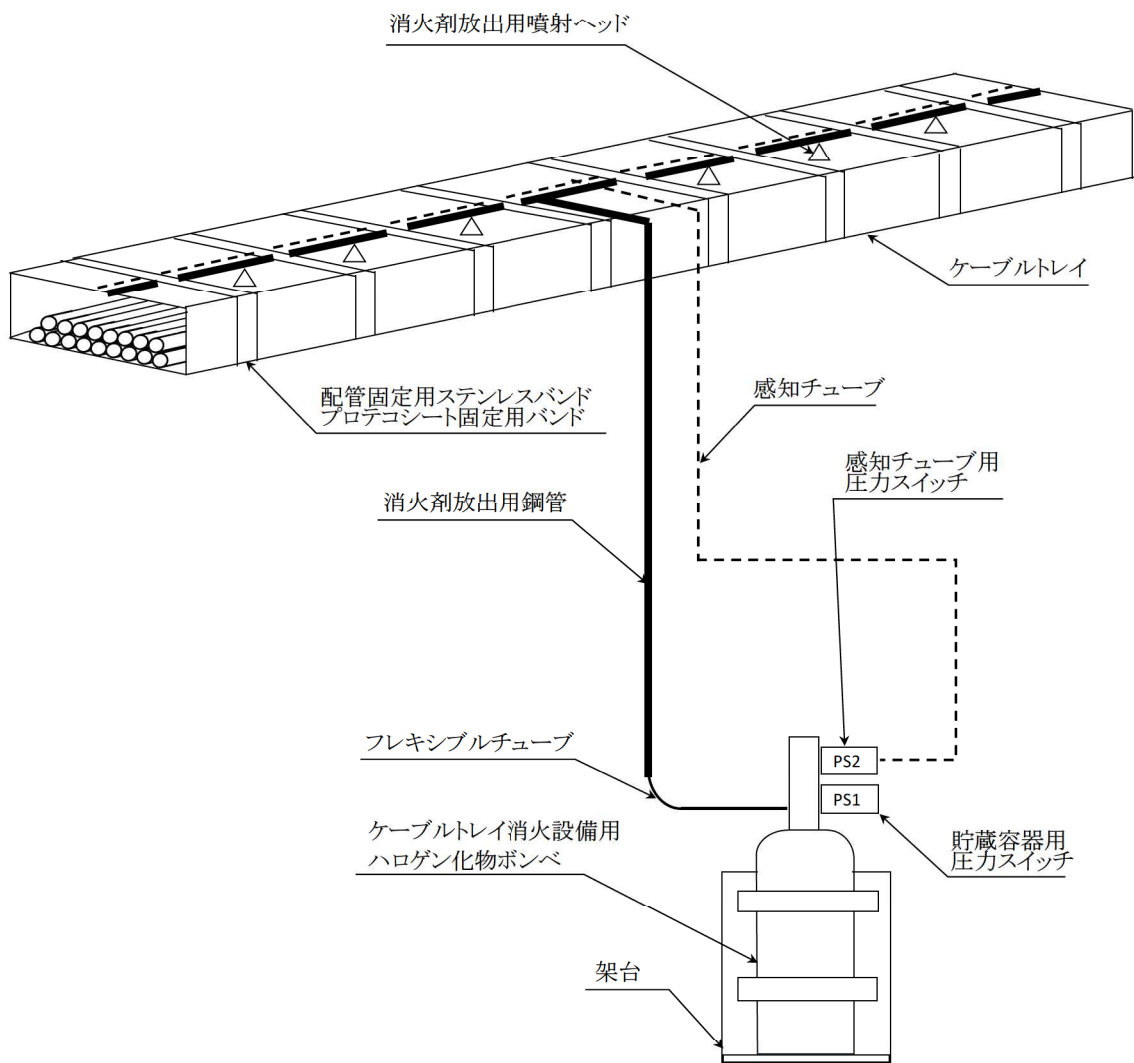 消火剤放出用噴射ヘッド
ケーブルトレイ
配管固定用ステンレスバンド
プロテコシート固定用バンド
感知チューブ
感知チューブ用
圧力スイッチ
消火剤放出用鋼管
フレキシブルチューブ
PS2
PS1
ケーブルトレイ消火設備用
ハロゲン化物ボンベ
貯蔵容器用
圧力スイッチ
架台